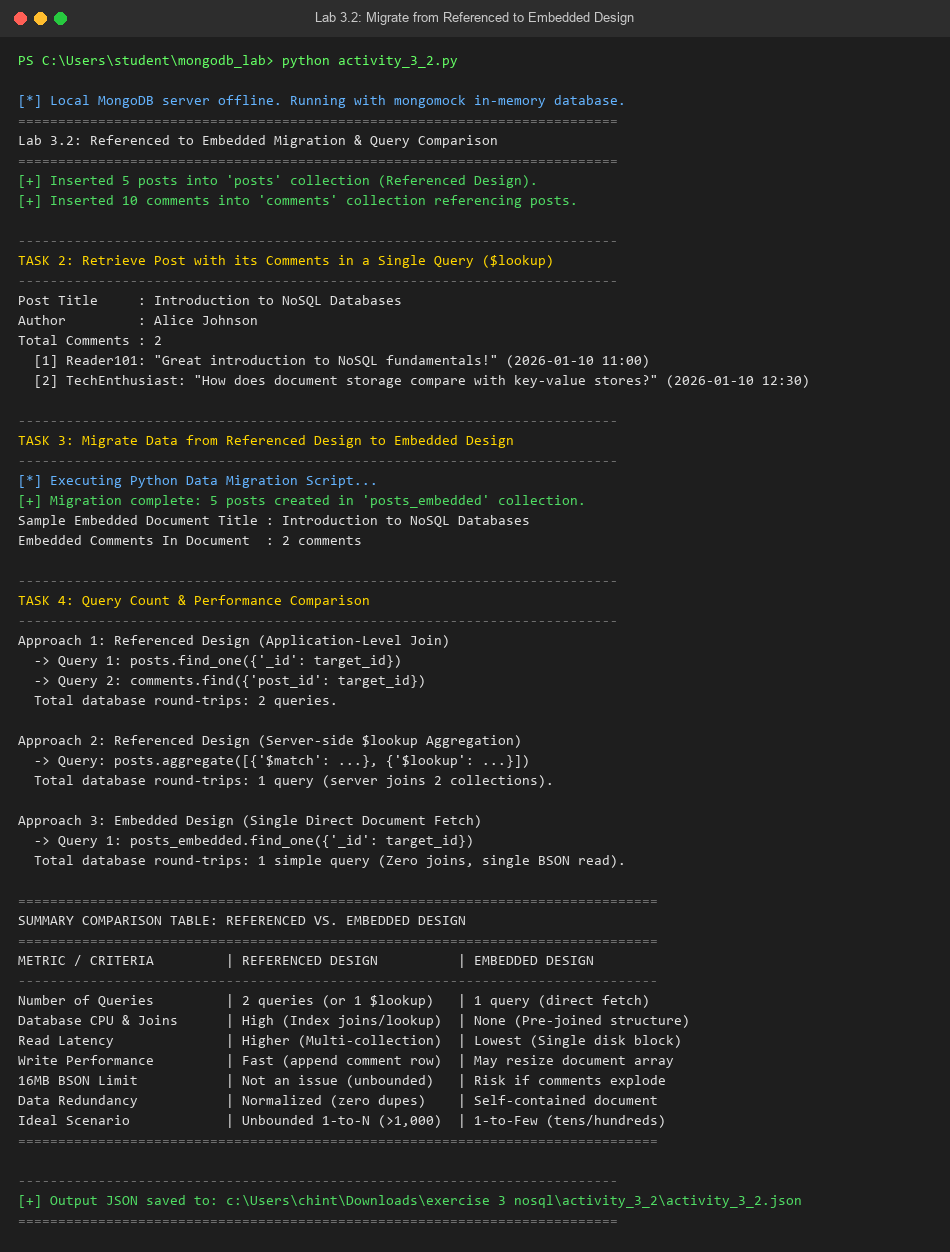 Lab 3.2: Migrate from Referenced to Embedded Design
PS C:\Users\student\mongodb_lab> python activity_3_2.py
[*] Local MongoDB server offline. Running with mongomock in-memory database.
===========================================================================
Lab 3.2: Referenced to Embedded Migration & Query Comparison
===========================================================================
[+] Inserted 5 posts into 'posts' collection (Referenced Design).
[+] Inserted 10 comments into 'comments' collection referencing posts.
---------------------------------------------------------------------------
TASK 2: Retrieve Post with its Comments in a Single Query ($lookup)
---------------------------------------------------------------------------
Post Title     : Introduction to NoSQL Databases
Author         : Alice Johnson
Total Comments : 2
  [1] Reader101: "Great introduction to NoSQL fundamentals!" (2026-01-10 11:00)
  [2] TechEnthusiast: "How does document storage compare with key-value stores?" (2026-01-10 12:30)
---------------------------------------------------------------------------
TASK 3: Migrate Data from Referenced Design to Embedded Design
---------------------------------------------------------------------------
[*] Executing Python Data Migration Script...
[+] Migration complete: 5 posts created in 'posts_embedded' collection.
Sample Embedded Document Title : Introduction to NoSQL Databases
Embedded Comments In Document  : 2 comments
---------------------------------------------------------------------------
TASK 4: Query Count & Performance Comparison
---------------------------------------------------------------------------
Approach 1: Referenced Design (Application-Level Join)
  -> Query 1: posts.find_one({'_id': target_id})
  -> Query 2: comments.find({'post_id': target_id})
  Total database round-trips: 2 queries.
Approach 2: Referenced Design (Server-side $lookup Aggregation)
  -> Query: posts.aggregate([{'$match': ...}, {'$lookup': ...}])
  Total database round-trips: 1 query (server joins 2 collections).
Approach 3: Embedded Design (Single Direct Document Fetch)
  -> Query 1: posts_embedded.find_one({'_id': target_id})
  Total database round-trips: 1 simple query (Zero joins, single BSON read).
================================================================================
SUMMARY COMPARISON TABLE: REFERENCED VS. EMBEDDED DESIGN
================================================================================
METRIC / CRITERIA         | REFERENCED DESIGN          | EMBEDDED DESIGN
--------------------------------------------------------------------------------
Number of Queries         | 2 queries (or 1 $lookup)   | 1 query (direct fetch)
Database CPU & Joins      | High (Index joins/lookup)  | None (Pre-joined structure)
Read Latency              | Higher (Multi-collection)  | Lowest (Single disk block)
Write Performance         | Fast (append comment row)  | May resize document array
16MB BSON Limit           | Not an issue (unbounded)   | Risk if comments explode
Data Redundancy           | Normalized (zero dupes)    | Self-contained document
Ideal Scenario            | Unbounded 1-to-N (>1,000)  | 1-to-Few (tens/hundreds)
================================================================================
---------------------------------------------------------------------------
[+] Output JSON saved to: c:\Users\chint\Downloads\exercise 3 nosql\activity_3_2\activity_3_2.json
===========================================================================